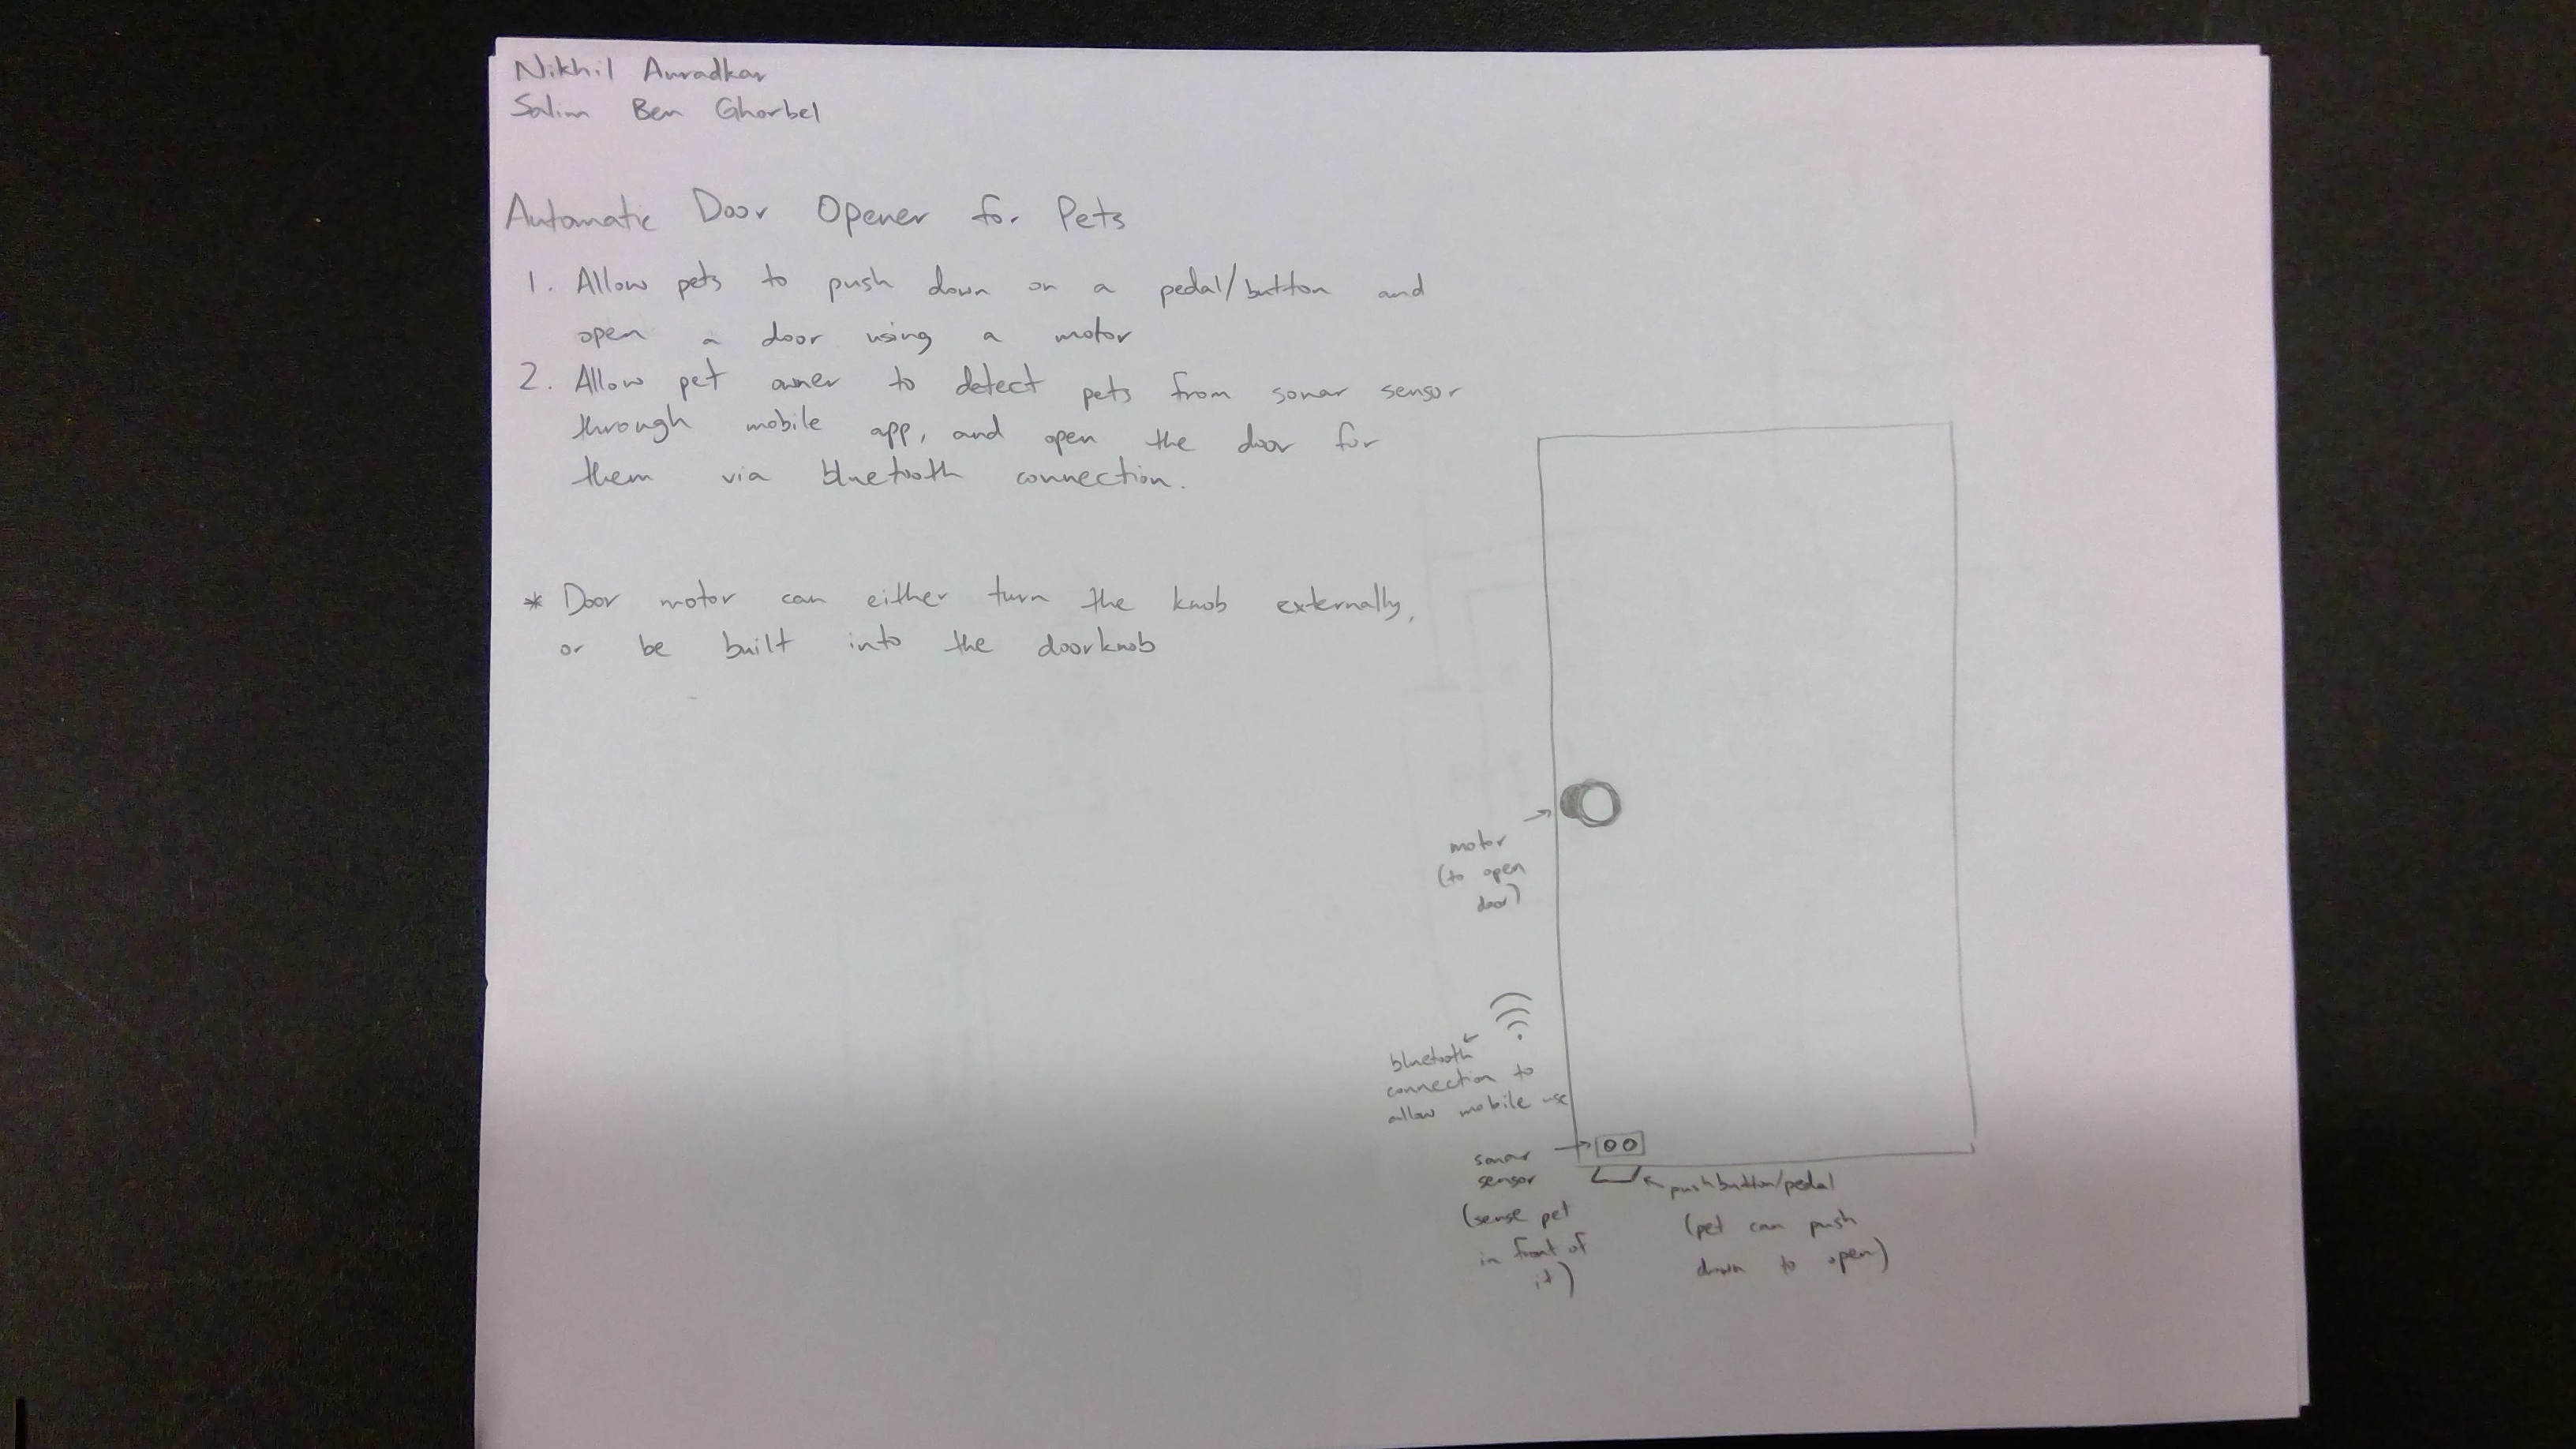 Nikhil Anradkar
Salim Ben Ghorbel
Automatic Door Opener for Pets
1. Allow pets to push down on a pedal/button and
open a door using a motor
2. Allow pet owner to detect pets from sonar sensor
through mobile app, and open the door for
them via bluetooth connection.
* Door motor can either turn the knob externally,
or be built into the doorknob
motor
(to open
door)
bluetooth
connection to
allow mobile use
sonar
sensor
(sense pet
in front of
it)
pushbutton/pedal
(pet can push
down to open)